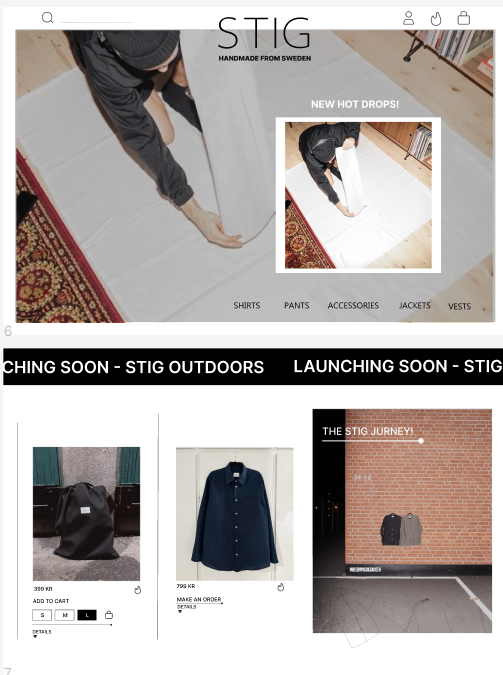 STIG
HANDMADE FROM SWEDEN
NEW HOT DROPS!
SHIRTS PANTS ACCESSORIES JACKETS VESTS
6
CHING SOON - STIG OUTDOORS LAUNCHING SOON - STIG
THE STIG JURNEY!
399 KR
ADD TO CART
S M L
DETAILS
799 KR
MAKE AN ORDER
DETAILS
7